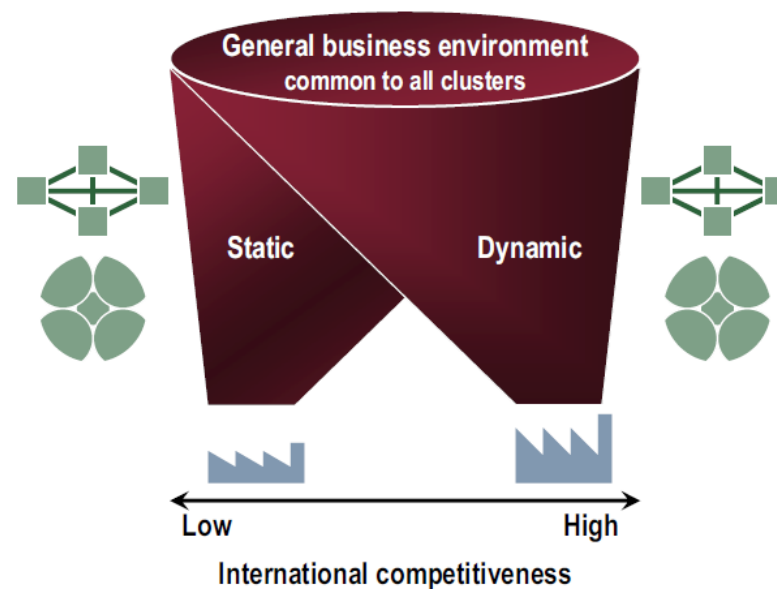 General business environment
common to all clusters
Static
Dynamic
Low
High
International competitiveness